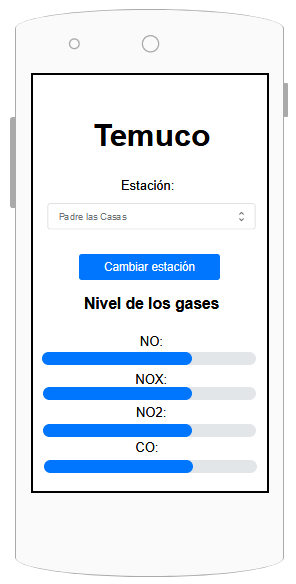 Temuco
Estación:
Padre las Casas
Cambiar estación
Nivel de los gases
NO:
NOX:
NO2:
CO: